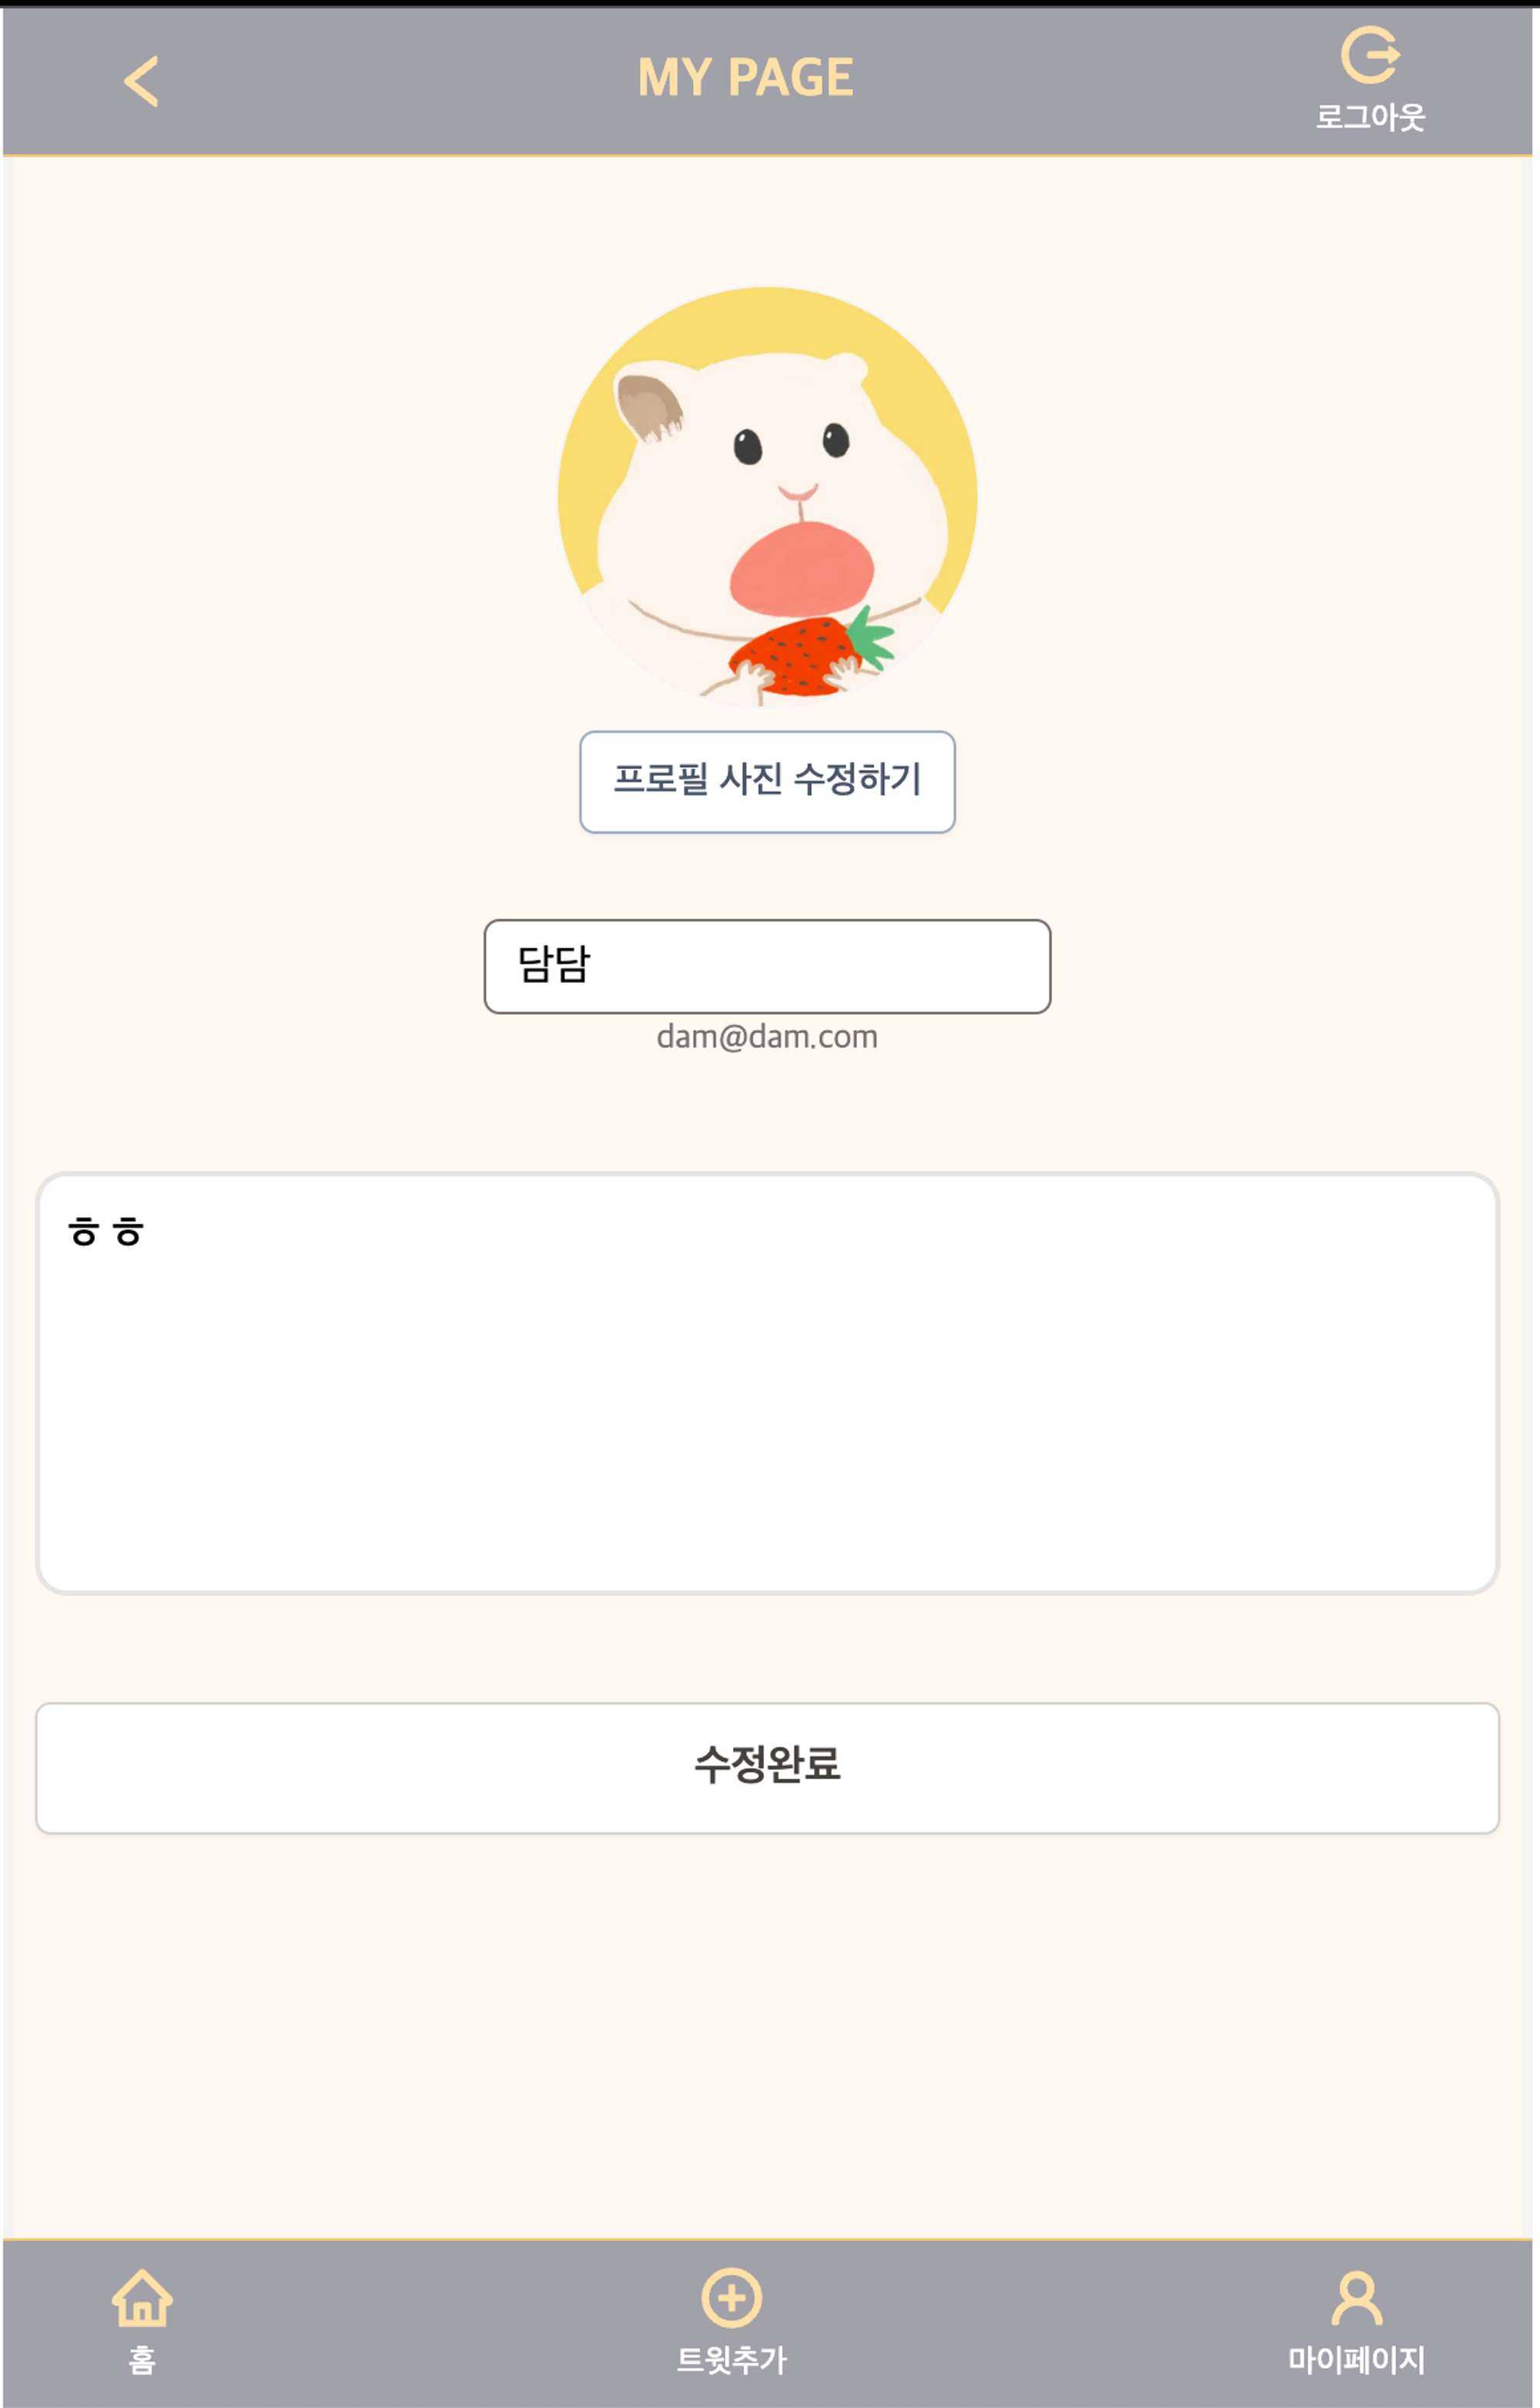 MY PAGE
로그아웃
프로필 사진 수정하기
담담
dam@dam.com
ㅎㅎ
수정완료
홈
트윗추가
마이페이지